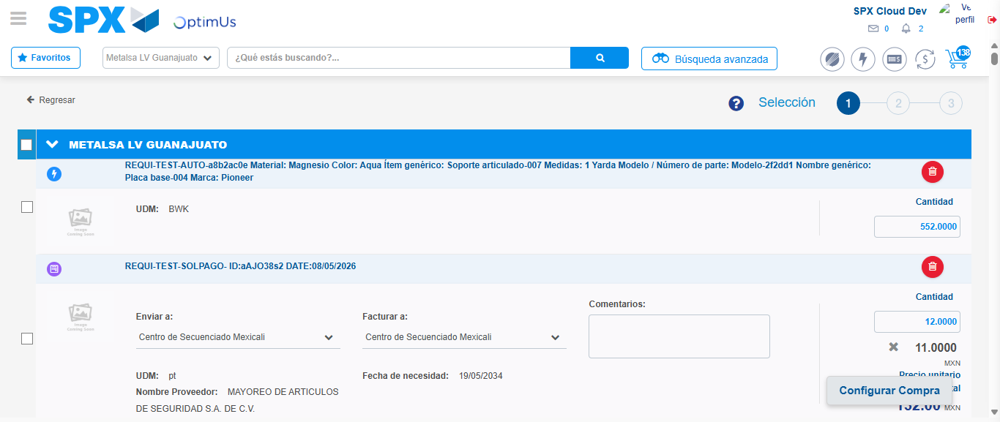 SPX
OptimUs
SPX Cloud Dev
Ve
perfil
0
2
Favoritos
Metalsa LV Guanajuato
¿Qué estás buscando?...
Búsqueda avanzada
138
Regresar
?
Selección
1
2
3
METALSA LV GUANAJUATO
REQUI-TEST-AUTO-a8b2ac0e Material: Magnesio Color: Aqua Ítem genérico: Soporte articulado-007 Medidas: 1 Yarda Modelo / Número de parte: Modelo-2f2dd1 Nombre genérico:
Placa base-004 Marca: Pioneer
Image
Coming Soon
UDM: BWK
Cantidad
552.0000
REQUI-TEST-SOLPAGO- ID:aAJO38s2 DATE:08/05/2026
Image
Coming Soon
Enviar a:
Centro de Secuenciado Mexicali
Facturar a:
Centro de Secuenciado Mexicali
Comentarios:
Cantidad
12.0000
11.0000
MXN
Precio unitario
UDM: pt
Fecha de necesidad: 19/05/2034
Nombre Proveedor: MAYOREO DE ARTICULOS
DE SEGURIDAD S.A. DE C.V.
Configurar Compra
tal
132.00 MXN